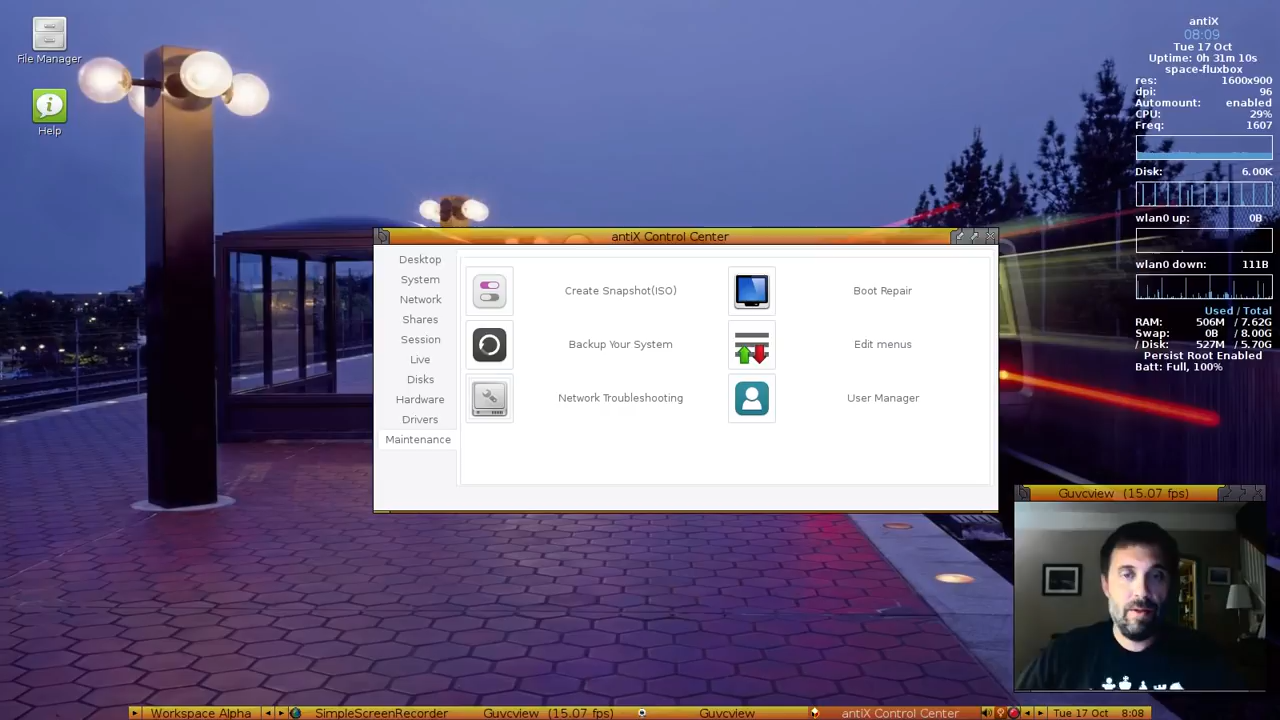 File Manager
Help
antiX
08:09
Tue 17 Oct
Uptime: 0h 31m 10s
space-fluxbox
res: 1600x900
dpi: 96
Automount: enabled
CPU: 29%
Freq: 1607
Disk: 6.00K
wlan0 up: 0B
wlan0 down: 111B
Used / Total
RAM: 506M / 7.62G
Swap: 0B / 8.00G
/ Disk: 527M / 5.70G
Persist Root Enabled
Batt: Full, 100%
antiX Control Center
Desktop
System
Network
Shares
Session
Live
Disks
Hardware
Drivers
Maintenance
Create Snapshot(ISO)
Boot Repair
Backup Your System
Edit menus
Network Troubleshooting
User Manager
Guvcview (15.07 fps)
Workspace Alpha
SimpleScreenRecorder
Guvcview (15.07 fps)
Guvcview
antiX Control Center
Tue 17 Oct 8:08